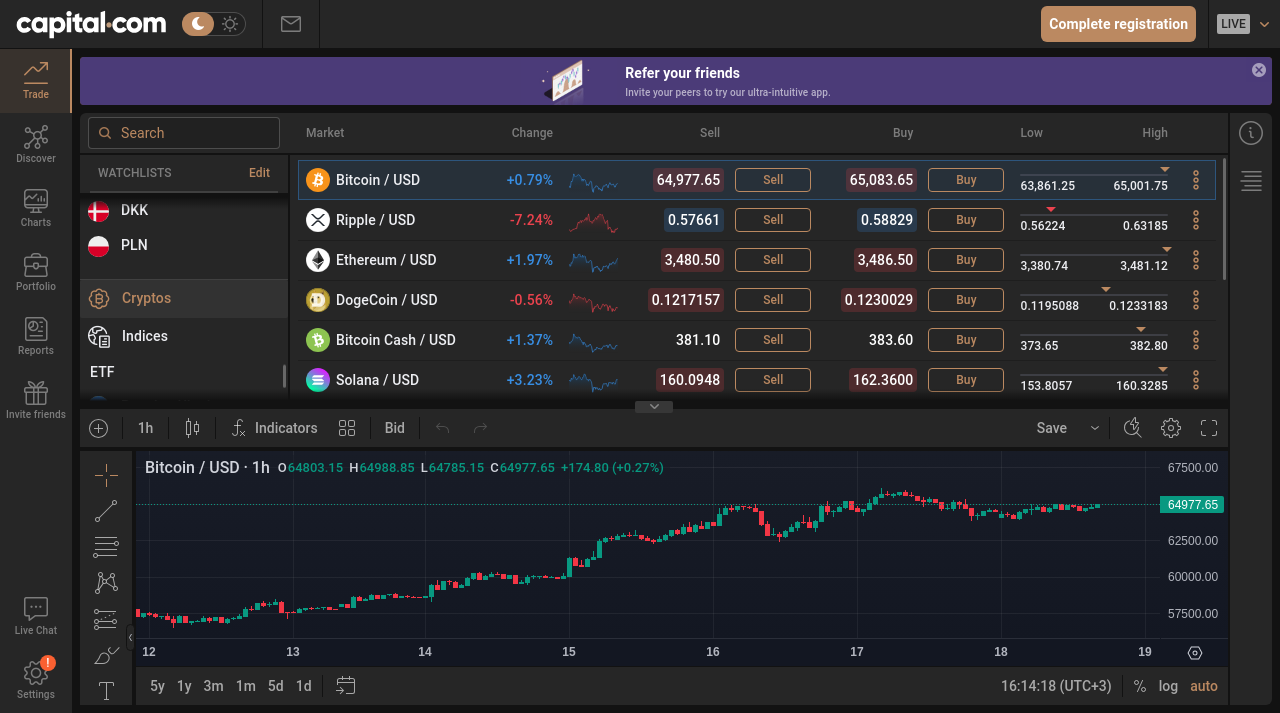 capital.com
Complete registration
LIVE
Trade
Discover
Charts
Portfolio
Reports
Invite friends
Live Chat
!
Settings
Refer your friends
Invite your peers to try our ultra-intuitive app.
Search
WATCHLISTS Edit
DKK
PLN
Cryptos
Indices
ETF
Market Change Sell Buy Low High
Bitcoin / USD +0.79% 64,977.65 Sell 65,083.65 Buy 63,861.25 65,001.75
Ripple / USD -7.24% 0.57661 Sell 0.58829 Buy 0.56224 0.63185
Ethereum / USD +1.97% 3,480.50 Sell 3,486.50 Buy 3,380.74 3,481.12
DogeCoin / USD -0.56% 0.1217157 Sell 0.1230029 Buy 0.1195088 0.1233183
Bitcoin Cash / USD +1.37% 381.10 Sell 383.60 Buy 373.65 382.80
Solana / USD +3.23% 160.0948 Sell 162.3600 Buy 153.8057 160.3285
1h Indicators Bid Save
Bitcoin / USD · 1h O64803.15 H64988.85 L64785.15 C64977.65 +174.80 (+0.27%)
67500.00
64977.65
62500.00
60000.00
57500.00
12 13 14 15 16 17 18 19
5y 1y 3m 1m 5d 1d 16:14:18 (UTC+3) % log auto